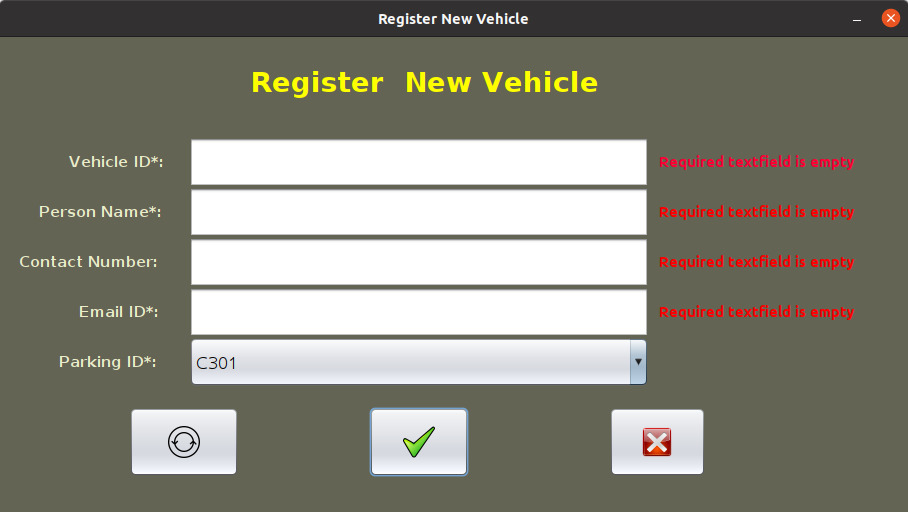 Register New Vehicle
Register New Vehicle
Vehicle ID*: Required textfield is empty
Person Name*: Required textfield is empty
Contact Number: Required textfield is empty
Email ID*: Required textfield is empty
Parking ID*: C301